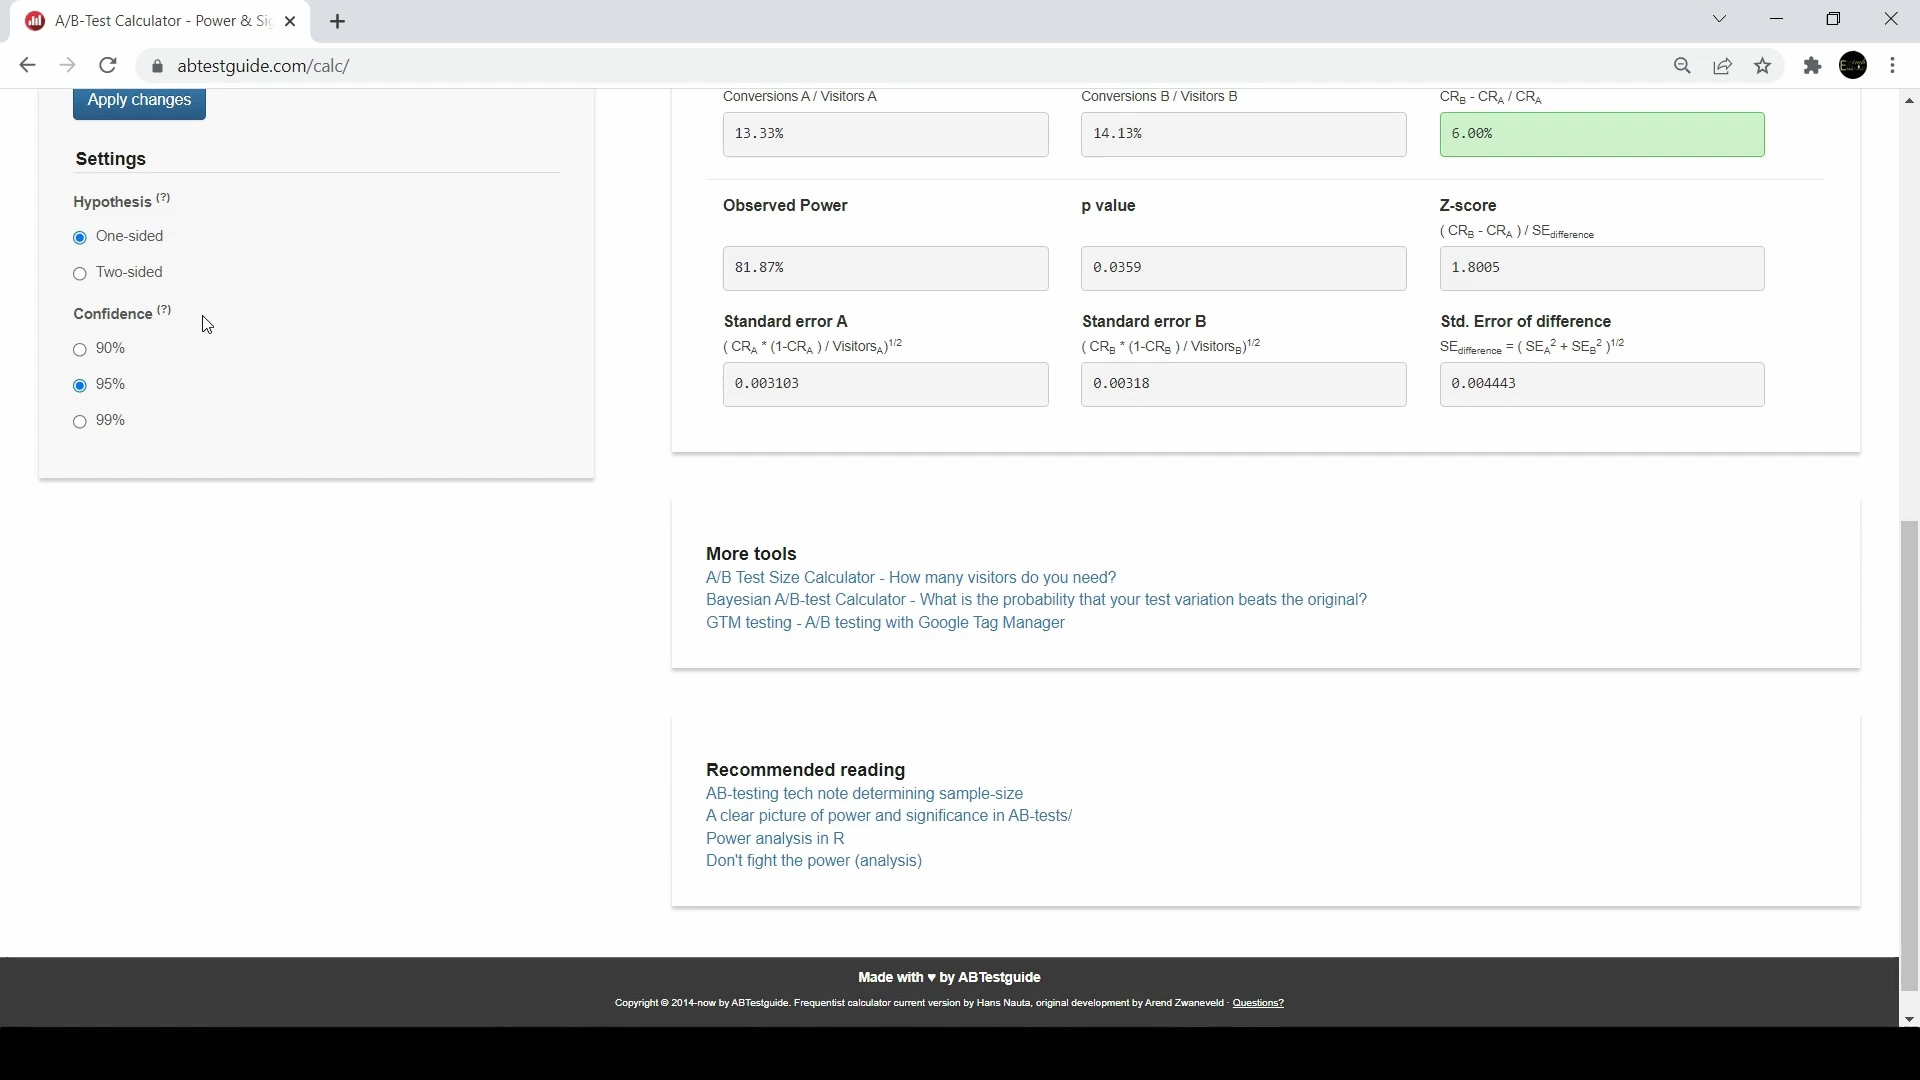 A/B-Test Calculator - Power & Si
abtestguide.com/calc/
Apply changes
Settings
Hypothesis (?)
One-sided
Two-sided
Confidence (?)
90%
95%
99%
Conversions A / Visitors A
Conversions B / Visitors B
CRB - CRA / CRA
13.33%
14.13%
6.00%
Observed Power
p value
Z-score
( CRB - CRA ) / SEdifference
81.87%
0.0359
1.8005
Standard error A
Standard error B
Std. Error of difference
( CRA * (1-CRA ) / VisitorsA)1/2
( CRB * (1-CRB ) / VisitorsB)1/2
SEdifference = ( SEA2 + SEB2 )1/2
0.003103
0.00318
0.004443
More tools
A/B Test Size Calculator - How many visitors do you need?
Bayesian A/B-test Calculator - What is the probability that your test variation beats the original?
GTM testing - A/B testing with Google Tag Manager
Recommended reading
AB-testing tech note determining sample-size
A clear picture of power and significance in AB-tests/
Power analysis in R
Don't fight the power (analysis)
Made with ♥ by ABTestguide
Copyright © 2014-now by ABTestguide. Frequentist calculator current version by Hans Nauta, original development by Arend Zwaneveld · Questions?